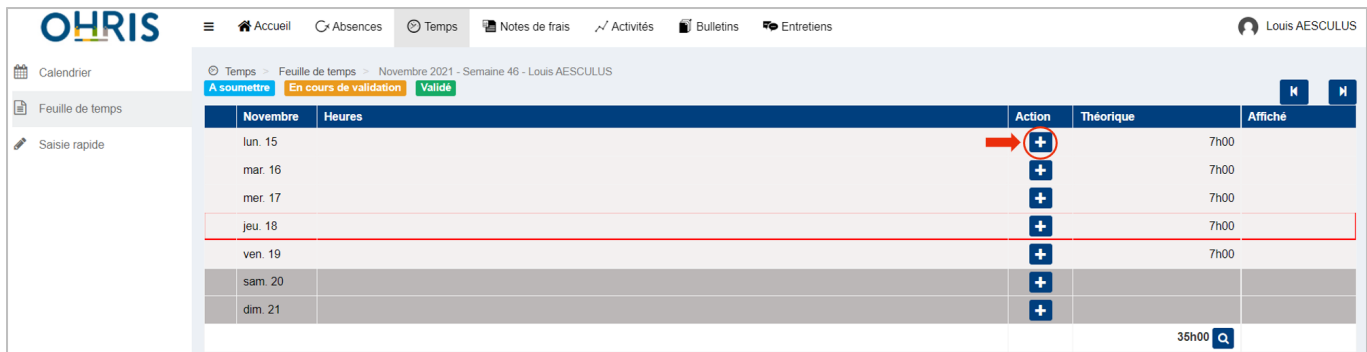 OHRIS
Accueil Absences Temps Notes de frais Activités Bulletins Entretiens Louis AESCULUS
Calendrier
Feuille de temps
Saisie rapide
Temps > Feuille de temps > Novembre 2021 - Semaine 46 - Louis AESCULUS
A soumettre En cours de validation Validé
Novembre Heures Action Théorique Affiché
lun. 15 7h00
mar. 16 7h00
mer. 17 7h00
jeu. 18 7h00
ven. 19 7h00
sam. 20
dim. 21
35h00